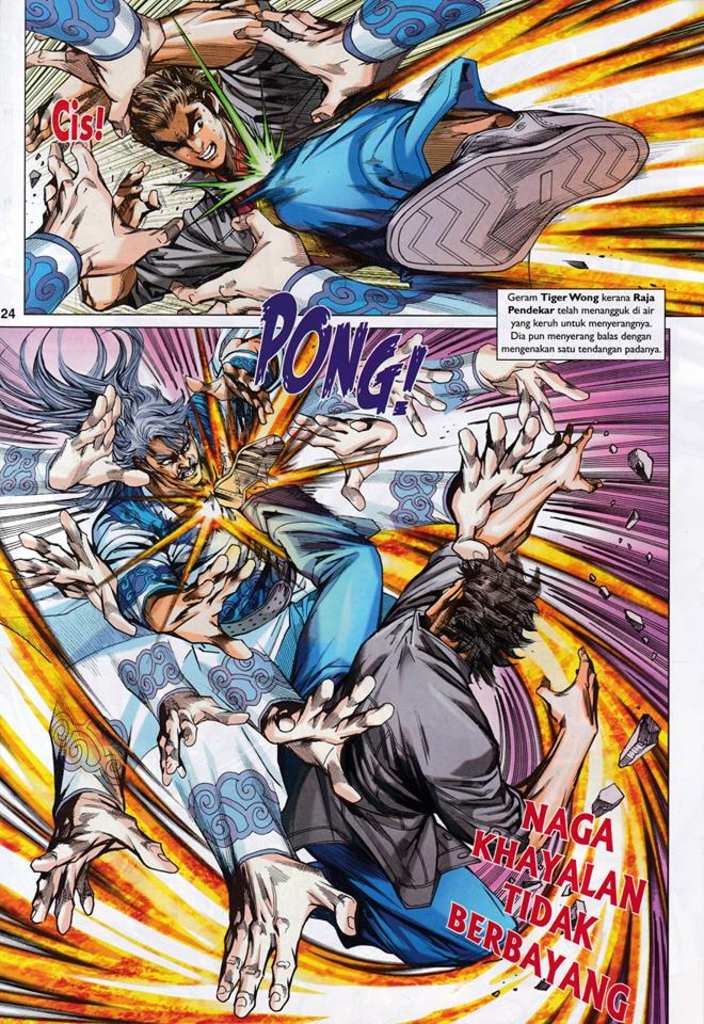 Cis!
24
Geram Tiger Wong kerana Raja
Pendekar telah menangguk di air
yang keruh untuk menyerangnya.
Dia pun menyerang balas dengan
mengenakan satu tendangan padanya.
PONG!
NAGA
KHAYALAN
TIDAK
BERBAYANG